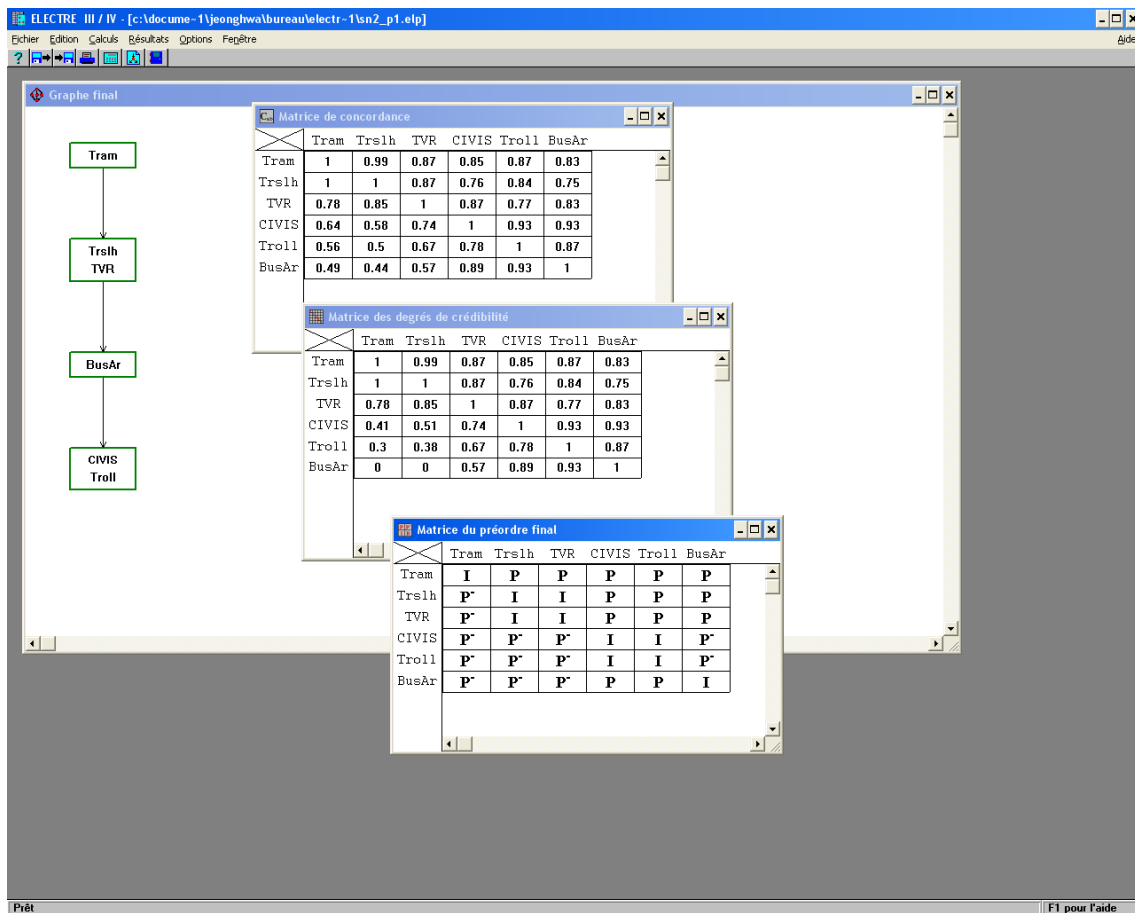 ELECTRE III / IV - [c:\docume~1\jeonghwa\bureau\electr~1\sn2_p1.elp]
Fichier Edition Calculs Résultats Options Fenêtre Aide
Graphe final
Tram
Trslh
TVR
BusAr
CIVIS
Troll
Matrice de concordance
Tram Trslh TVR CIVIS Troll BusAr
Tram 1 0.99 0.87 0.85 0.87 0.83
Trslh 1 1 0.87 0.76 0.84 0.75
TVR 0.78 0.85 1 0.87 0.77 0.83
CIVIS 0.64 0.58 0.74 1 0.93 0.93
Troll 0.56 0.5 0.67 0.78 1 0.87
BusAr 0.49 0.44 0.57 0.89 0.93 1
Matrice des degrés de crédibilité
Tram Trslh TVR CIVIS Troll BusAr
Tram 1 0.99 0.87 0.85 0.87 0.83
Trslh 1 1 0.87 0.76 0.84 0.75
TVR 0.78 0.85 1 0.87 0.77 0.83
CIVIS 0.41 0.51 0.74 1 0.93 0.93
Troll 0.3 0.38 0.67 0.78 1 0.87
BusAr 0 0 0.57 0.89 0.93 1
Matrice du préordre final
Tram Trslh TVR CIVIS Troll BusAr
Tram I P P P P P
Trslh P⁻ I I P P P
TVR P⁻ I I P P P
CIVIS P⁻ P⁻ P⁻ I I P⁻
Troll P⁻ P⁻ P⁻ I I P⁻
BusAr P⁻ P⁻ P⁻ P P I
Prêt F1 pour l'aide